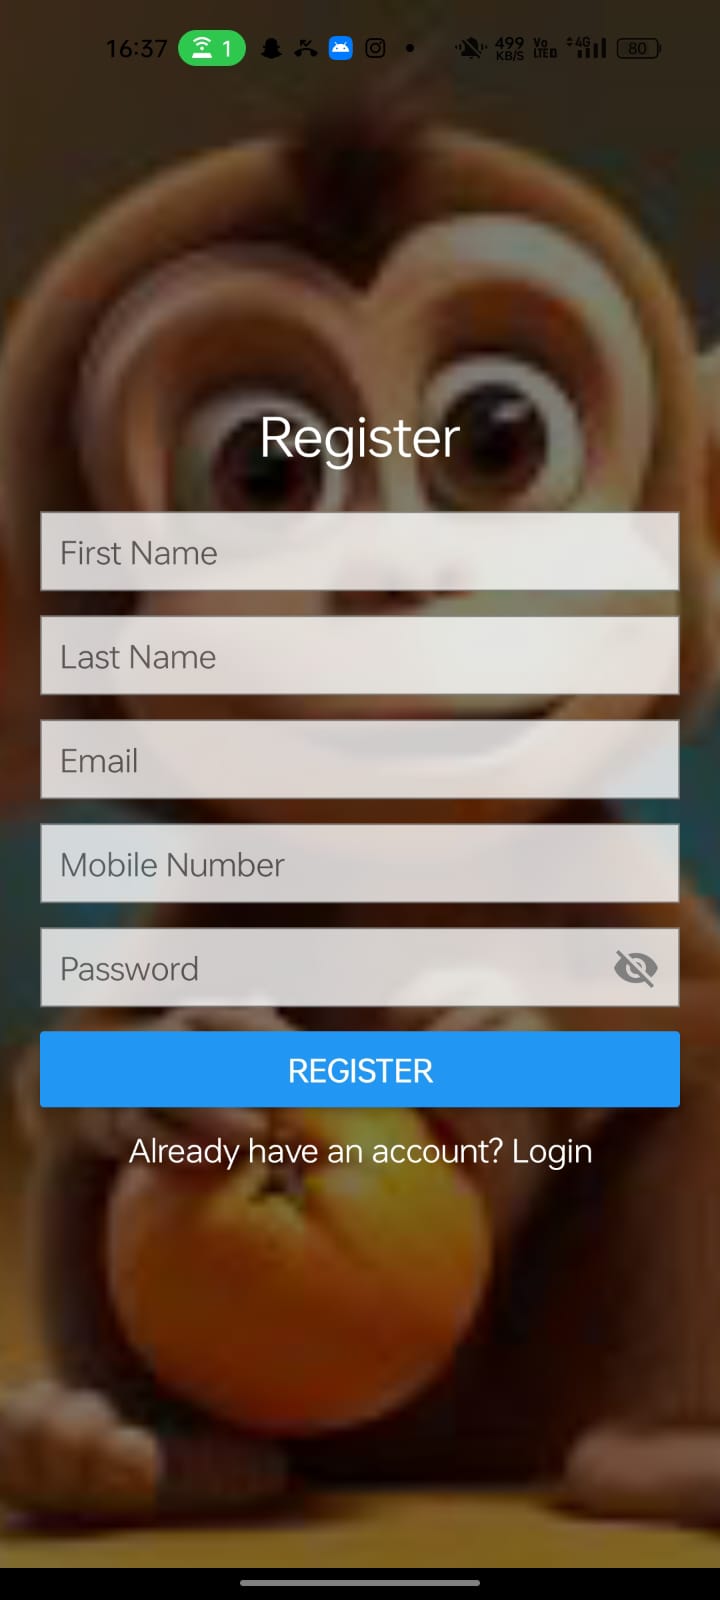 16:37 1 499 KB/S Vo LTE D 4G 80
Register
First Name
Last Name
Email
Mobile Number
Password
REGISTER
Already have an account? Login